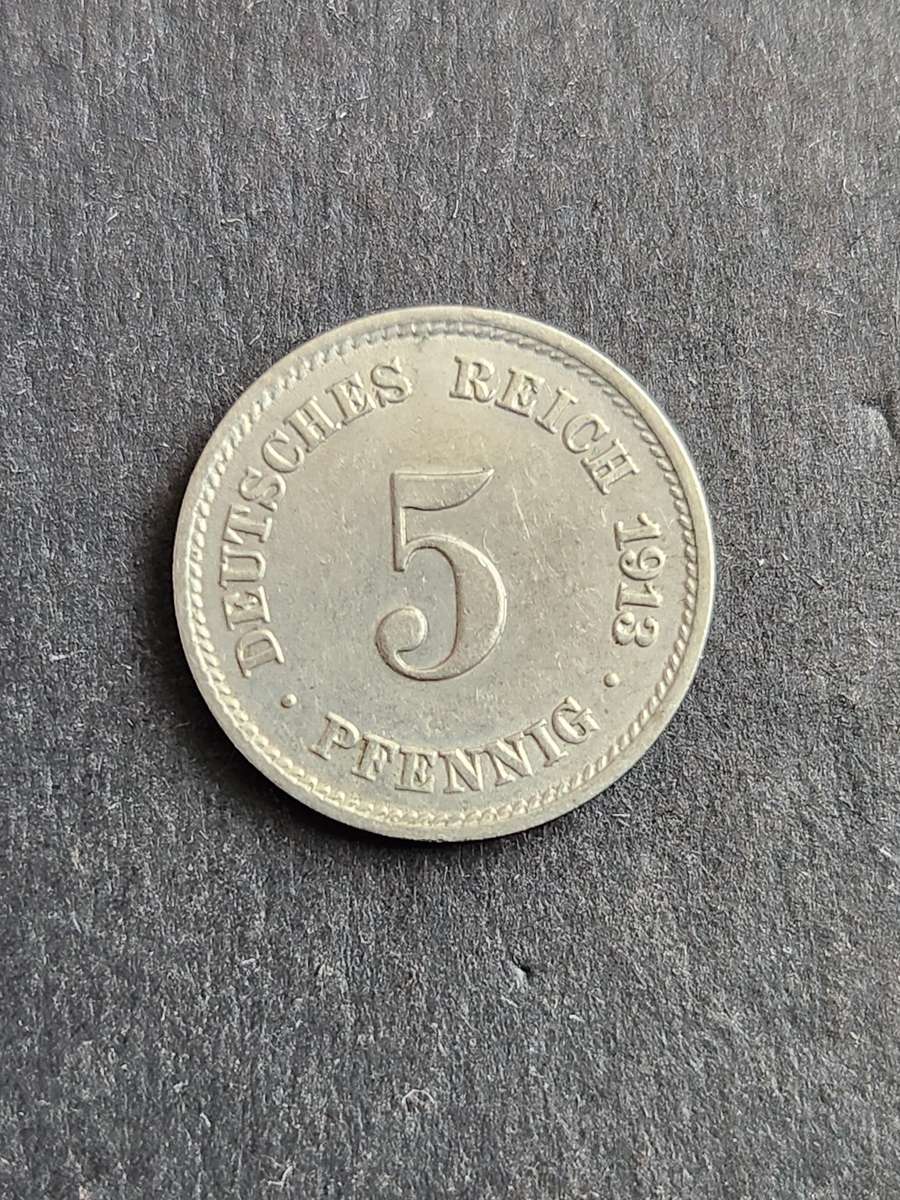 DEUTSCHES REICH 1913
5
· PFENNIG ·